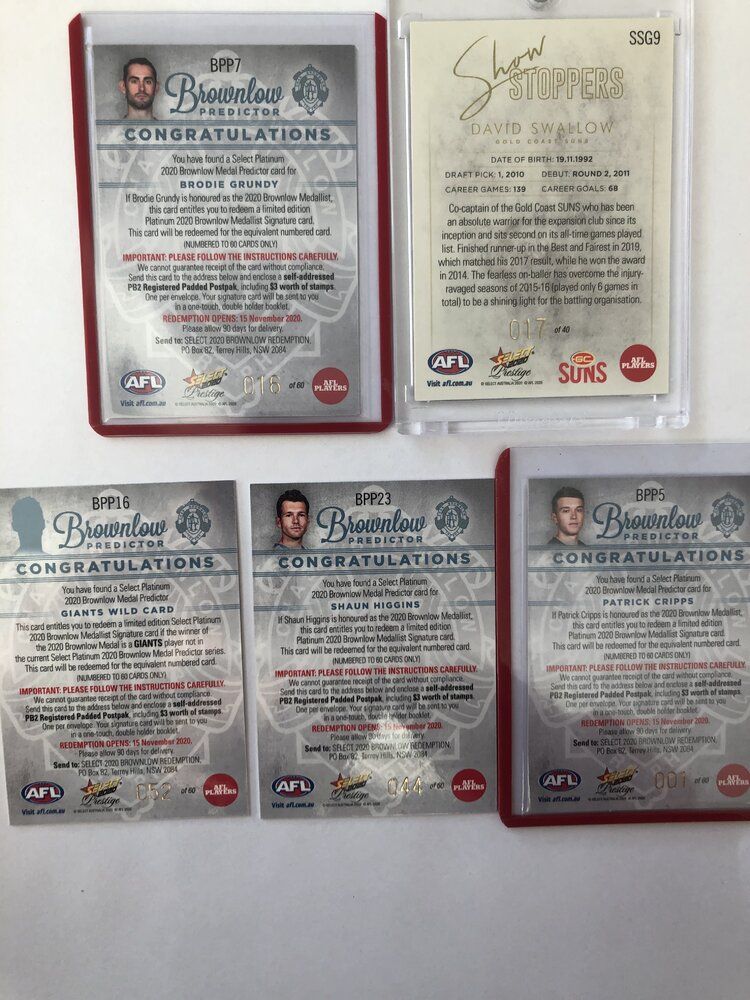 BPP7
Brownlow
PREDICTOR
CONGRATULATIONS
You have found a Select Platinum
2020 Brownlow Medal Predictor card for
BRODIE GRUNDY
If Brodie Grundy is honoured as the 2020 Brownlow Medallist,
this card entitles you to redeem a limited edition
Platinum 2020 Brownlow Medallist Signature card.
This card will be redeemed for the equivalent numbered card.
(NUMBERED TO 60 CARDS ONLY)
IMPORTANT: PLEASE FOLLOW THE INSTRUCTIONS CAREFULLY.
We cannot guarantee receipt of the card without compliance.
Send this card to the address below and enclose a self-addressed
PB2 Registered Padded Postpak, including $3 worth of stamps.
One per envelope. Your signature card will be sent to you
in a one-touch, double holder booklet.
REDEMPTION OPENS: 15 November 2020.
Please allow 90 days for delivery.
Send to: SELECT 2020 BROWNLOW REDEMPTION,
PO Box 82, Terrey Hills, NSW 2084
AFL
Visit afl.com.au
SELECT
Prestige
© SELECT AUSTRALIA 2020 © AFL 2020
016 of 60
AFL
PLAYERS
SSG9
Show
STOPPERS
DAVID SWALLOW
GOLD COAST SUNS
DATE OF BIRTH: 19.11.1992
DRAFT PICK: 1, 2010 DEBUT: ROUND 2, 2011
CAREER GAMES: 139 CAREER GOALS: 68
Co-captain of the Gold Coast SUNS who has been
an absolute warrior for the expansion club since its
inception and sits second on its all-time games played
list. Finished runner-up in the Best and Fairest in 2019,
which matched his 2017 result, while he won the award
in 2014. The fearless on-baller has overcome the injury-
ravaged seasons of 2015-16 (played only 6 games in
total) to be a shining light for the battling organisation.
017 of 40
AFL
Visit afl.com.au
SELECT
Prestige
© SELECT AUSTRALIA 2020 © AFL 2020
GC
SUNS
AFL
PLAYERS
BPP16
Brownlow
PREDICTOR
CONGRATULATIONS
You have found a Select Platinum
2020 Brownlow Medal Predictor card for
GIANTS WILD CARD
This card entitles you to redeem a limited edition Select Platinum
2020 Brownlow Medallist Signature card if the winner of
the 2020 Brownlow Medal is a GIANTS player not in
the current Select Platinum 2020 Brownlow Medal Predictor series.
This card will be redeemed for the equivalent numbered card.
(NUMBERED TO 60 CARDS ONLY)
IMPORTANT: PLEASE FOLLOW THE INSTRUCTIONS CAREFULLY.
We cannot guarantee receipt of the card without compliance.
Send this card to the address below and enclose a self-addressed
PB2 Registered Padded Postpak, including $3 worth of stamps.
One per envelope. Your signature card will be sent to you
in a one-touch, double holder booklet.
REDEMPTION OPENS: 15 November 2020.
Please allow 90 days for delivery.
Send to: SELECT 2020 BROWNLOW REDEMPTION,
PO Box 82, Terrey Hills, NSW 2084
AFL
Visit afl.com.au
SELECT
Prestige
052 of 60
AFL
PLAYERS
BPP23
Brownlow
PREDICTOR
CONGRATULATIONS
You have found a Select Platinum
2020 Brownlow Medal Predictor card for
SHAUN HIGGINS
If Shaun Higgins is honoured as the 2020 Brownlow Medallist,
this card entitles you to redeem a limited edition
Platinum 2020 Brownlow Medallist Signature card.
This card will be redeemed for the equivalent numbered card.
(NUMBERED TO 60 CARDS ONLY)
IMPORTANT: PLEASE FOLLOW THE INSTRUCTIONS CAREFULLY.
We cannot guarantee receipt of the card without compliance.
Send this card to the address below and enclose a self-addressed
PB2 Registered Padded Postpak, including $3 worth of stamps.
One per envelope. Your signature card will be sent to you
in a one-touch, double holder booklet.
REDEMPTION OPENS: 15 November 2020.
Please allow 90 days for delivery.
Send to: SELECT 2020 BROWNLOW REDEMPTION,
PO Box 82, Terrey Hills, NSW 2084
AFL
Visit afl.com.au
SELECT
Prestige
044 of 60
AFL
PLAYERS
BPP5
Brownlow
PREDICTOR
CONGRATULATIONS
You have found a Select Platinum
2020 Brownlow Medal Predictor card for
PATRICK CRIPPS
If Patrick Cripps is honoured as the 2020 Brownlow Medallist,
this card entitles you to redeem a limited edition
Platinum 2020 Brownlow Medallist Signature card.
This card will be redeemed for the equivalent numbered card.
(NUMBERED TO 60 CARDS ONLY)
IMPORTANT: PLEASE FOLLOW THE INSTRUCTIONS CAREFULLY.
We cannot guarantee receipt of the card without compliance.
Send this card to the address below and enclose a self-addressed
PB2 Registered Padded Postpak, including $3 worth of stamps.
One per envelope. Your signature card will be sent to you
in a one-touch, double holder booklet.
REDEMPTION OPENS: 15 November 2020.
Please allow 90 days for delivery.
Send to: SELECT 2020 BROWNLOW REDEMPTION,
PO Box 82, Terrey Hills, NSW 2084
AFL
Visit afl.com.au
SELECT
Prestige
001 of 60
AFL
PLAYERS